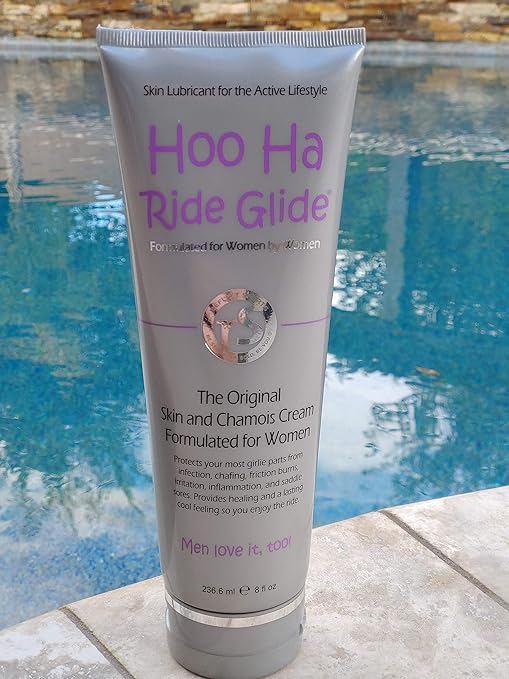 Skin Lubricant for the Active Lifestyle
Hoo Ha
Ride Glide®
Formulated for Women by Women
The Original
Skin and Chamois Cream
Formulated for Women
Protects your most girlie parts from
infection, chafing, friction burns,
irritation, inflammation, and saddle
sores. Provides healing and a lasting
cool feeling so you enjoy the ride.
Men love it, too!
236.6 ml e 8 fl oz